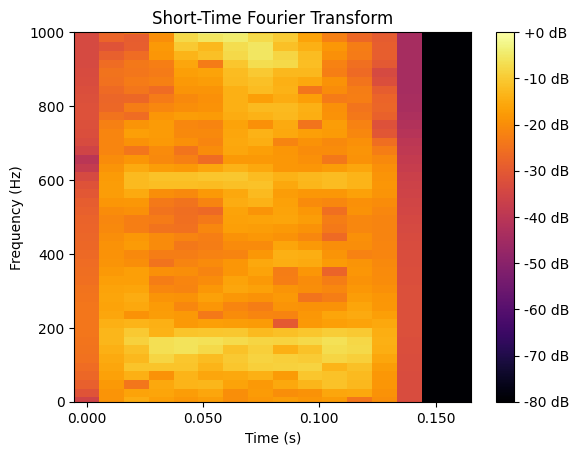 Short-Time Fourier Transform
1000
800
600
400
200
0
Frequency (Hz)
0.000
0.050
0.100
0.150
Time (s)
+0 dB
-10 dB
-20 dB
-30 dB
-40 dB
-50 dB
-60 dB
-70 dB
-80 dB